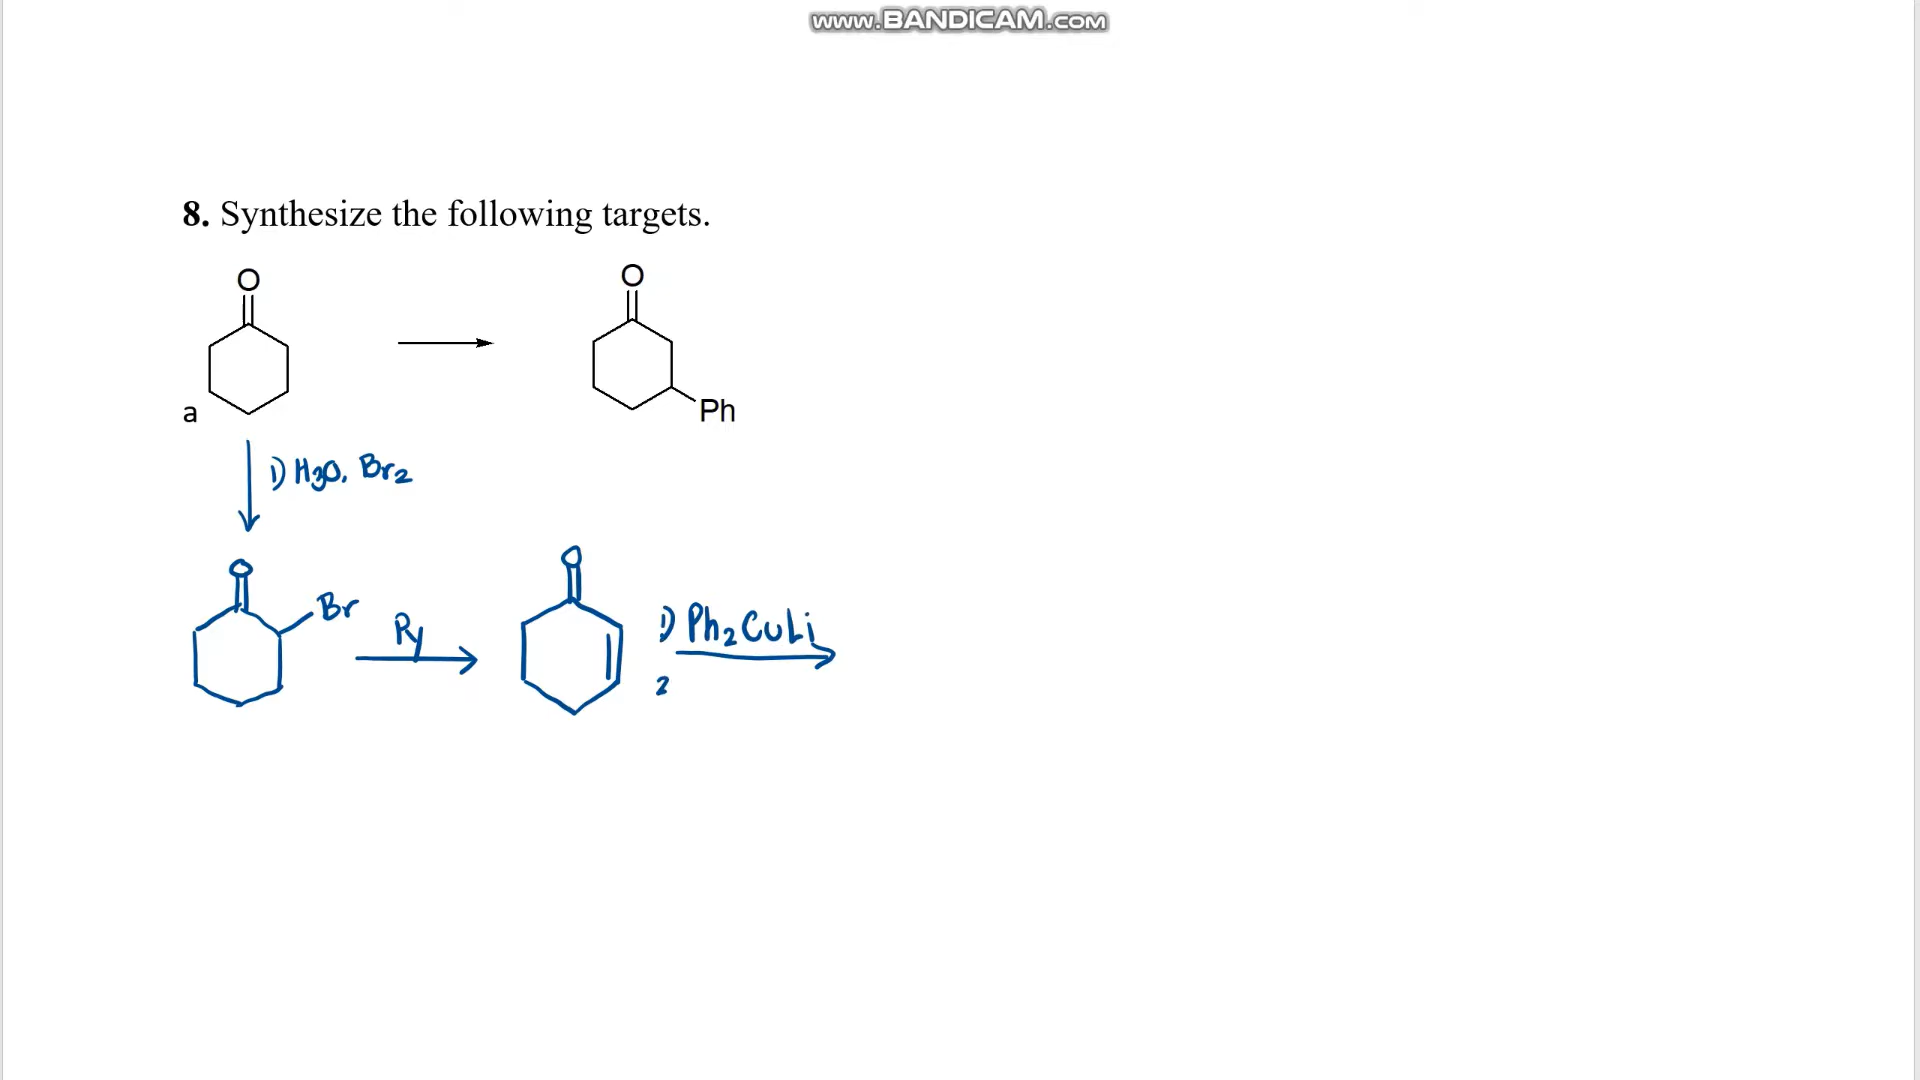 www.BANDICAM.com
8. Synthesize the following targets.
O
O
a
Ph
1) H3O, Br2
O
Br
Py
O
1) Ph2CuLi
2